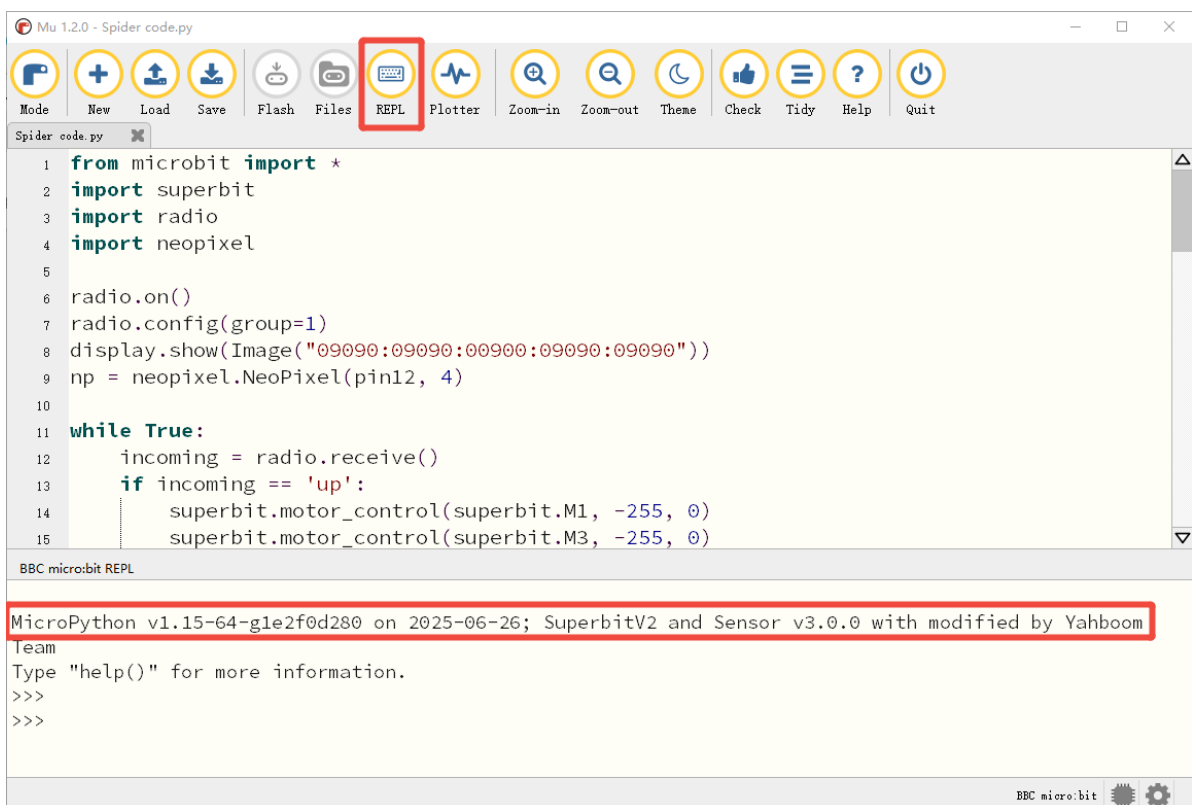 Mu 1.2.0 - Spider code.py
Mode New Load Save Flash Files REPL Plotter Zoom-in Zoom-out Theme Check Tidy Help Quit
Spider code.py
1 from microbit import *
2 import superbit
3 import radio
4 import neopixel
5
6 radio.on()
7 radio.config(group=1)
8 display.show(Image("09090:09090:00900:09090:09090"))
9 np = neopixel.NeoPixel(pin12, 4)
10
11 while True:
12 incoming = radio.receive()
13 if incoming == 'up':
14 superbit.motor_control(superbit.M1, -255, 0)
15 superbit.motor_control(superbit.M3, -255, 0)
BBC micro:bit REPL
MicroPython v1.15-64-g1e2f0d280 on 2025-06-26; SuperbitV2 and Sensor v3.0.0 with modified by Yahboom
Team
Type "help()" for more information.
>>>
>>>
BBC micro:bit